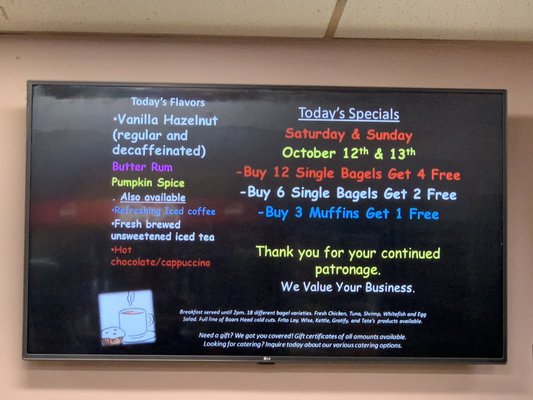 Today's Flavors
•Vanilla Hazelnut
(regular and
decaffeinated)
Butter Rum
Pumpkin Spice
. Also available
•Refreshing Iced coffee
•Fresh brewed
unsweetened iced tea
•Hot
chocolate/cappuccino
Today's Specials
Saturday & Sunday
October 12th & 13th
-Buy 12 Single Bagels Get 4 Free
-Buy 6 Single Bagels Get 2 Free
-Buy 3 Muffins Get 1 Free
Thank you for your continued
patronage.
We Value Your Business.
Breakfast served until 2pm. 18 different bagel varieties. Fresh Chicken, Tuna, Shrimp, Whitefish and Egg
Salad. Full line of Boars Head cold cuts. Frito Lay, Wise, Kettle, Gratify, and Tate's products available.
Need a gift? We got you covered! Gift certificates of all amounts available.
Looking for catering? Inquire today about our various catering options.
LG